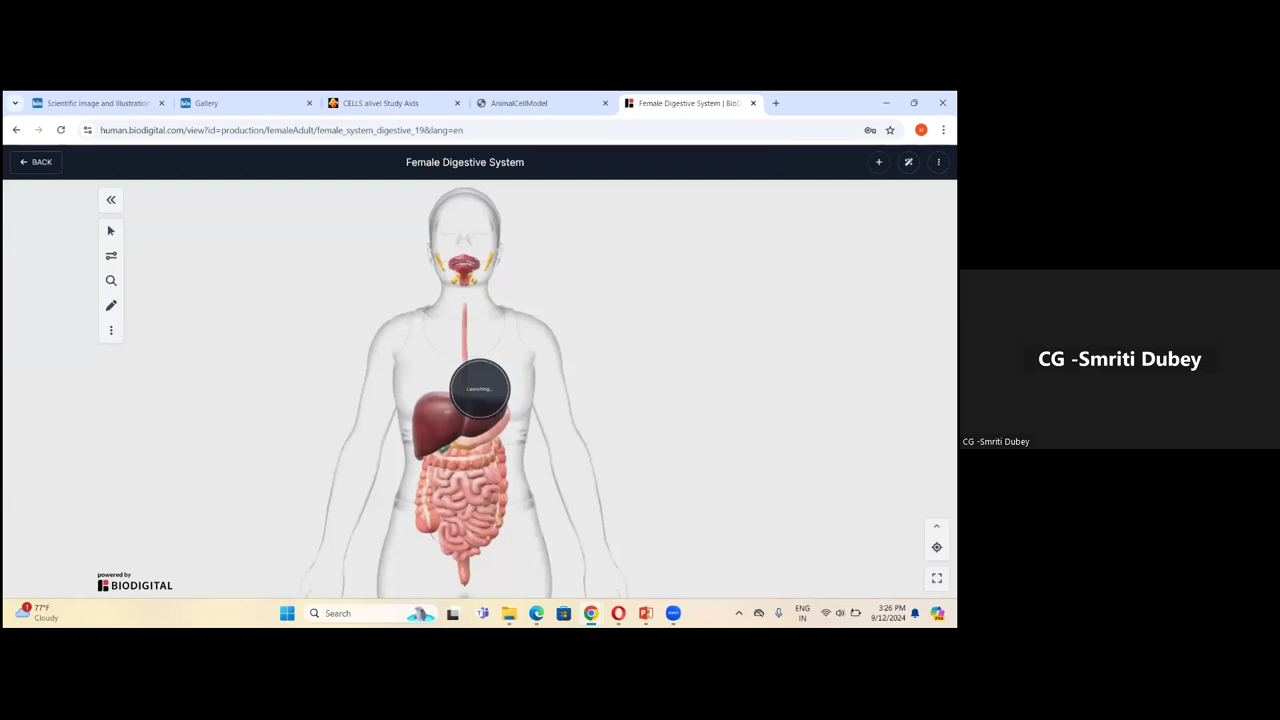 Scientific Image and Illustration
Gallery
CELLS alive! Study Aids
AnimalCellModel
Female Digestive System | BioD
human.biodigital.com/view?id=production/femaleAdult/female_system_digestive_19&lang=en
BACK
Female Digestive System
Launching...
CG -Smriti Dubey
CG -Smriti Dubey
powered by
BIODIGITAL
1
77°F
Cloudy
Search
ENG
IN
3:26 PM
9/12/2024